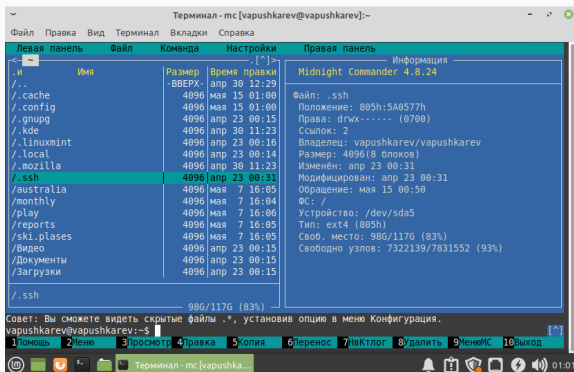 Терминал - mc [vapushkarev@vapushkarev]:~
Файл Правка Вид Терминал Вкладки Справка
Левая панель Файл Команда Настройки Правая панель
<- ~ .[^]> Информация
.и Имя Размер Время правки Midnight Commander 4.8.24
/.. -ВВЕРХ- апр 30 12:29
/.cache 4096 мая 15 01:00 Файл: .ssh
/.config 4096 мая 15 01:00 Положение: 805h:5A0577h
/.gnupg 4096 апр 23 00:15 Права: drwx------ (0700)
/.kde 4096 апр 30 11:23 Ссылок: 2
/.linuxmint 4096 апр 23 00:16 Владелец: vapushkarev/vapushkarev
/.local 4096 апр 23 00:14 Размер: 4096(8 блоков)
/.mozilla 4096 апр 30 11:23 Изменён: апр 23 00:31
/.ssh 4096 апр 23 00:31 Модифицирован: апр 23 00:31
/australia 4096 мая 7 16:05 Обращение: мая 15 00:50
/monthly 4096 мая 7 16:04 ФС: /
/play 4096 мая 7 16:06 Устройство: /dev/sda5
/reports 4096 мая 7 16:05 Тип: ext4 (805h)
/ski.plases 4096 мая 7 16:05 Своб. место: 98G/117G (83%)
/Видео 4096 апр 23 00:15 Свободно узлов: 7322139/7831552 (93%)
/Документы 4096 апр 23 00:15
/Загрузки 4096 апр 23 00:15
/.ssh
98G/117G (83%)
Совет: Вы сможете видеть скрытые файлы .*, установив опцию в меню Конфигурация.
vapushkarev@vapushkarev:~$ [^]
1Помощь 2Меню 3Просмотр 4Правка 5Копия 6Перенос 7НвКтлог 8Удалить 9МенюМС 10Выход
Терминал - mc [vapushka... 01:01